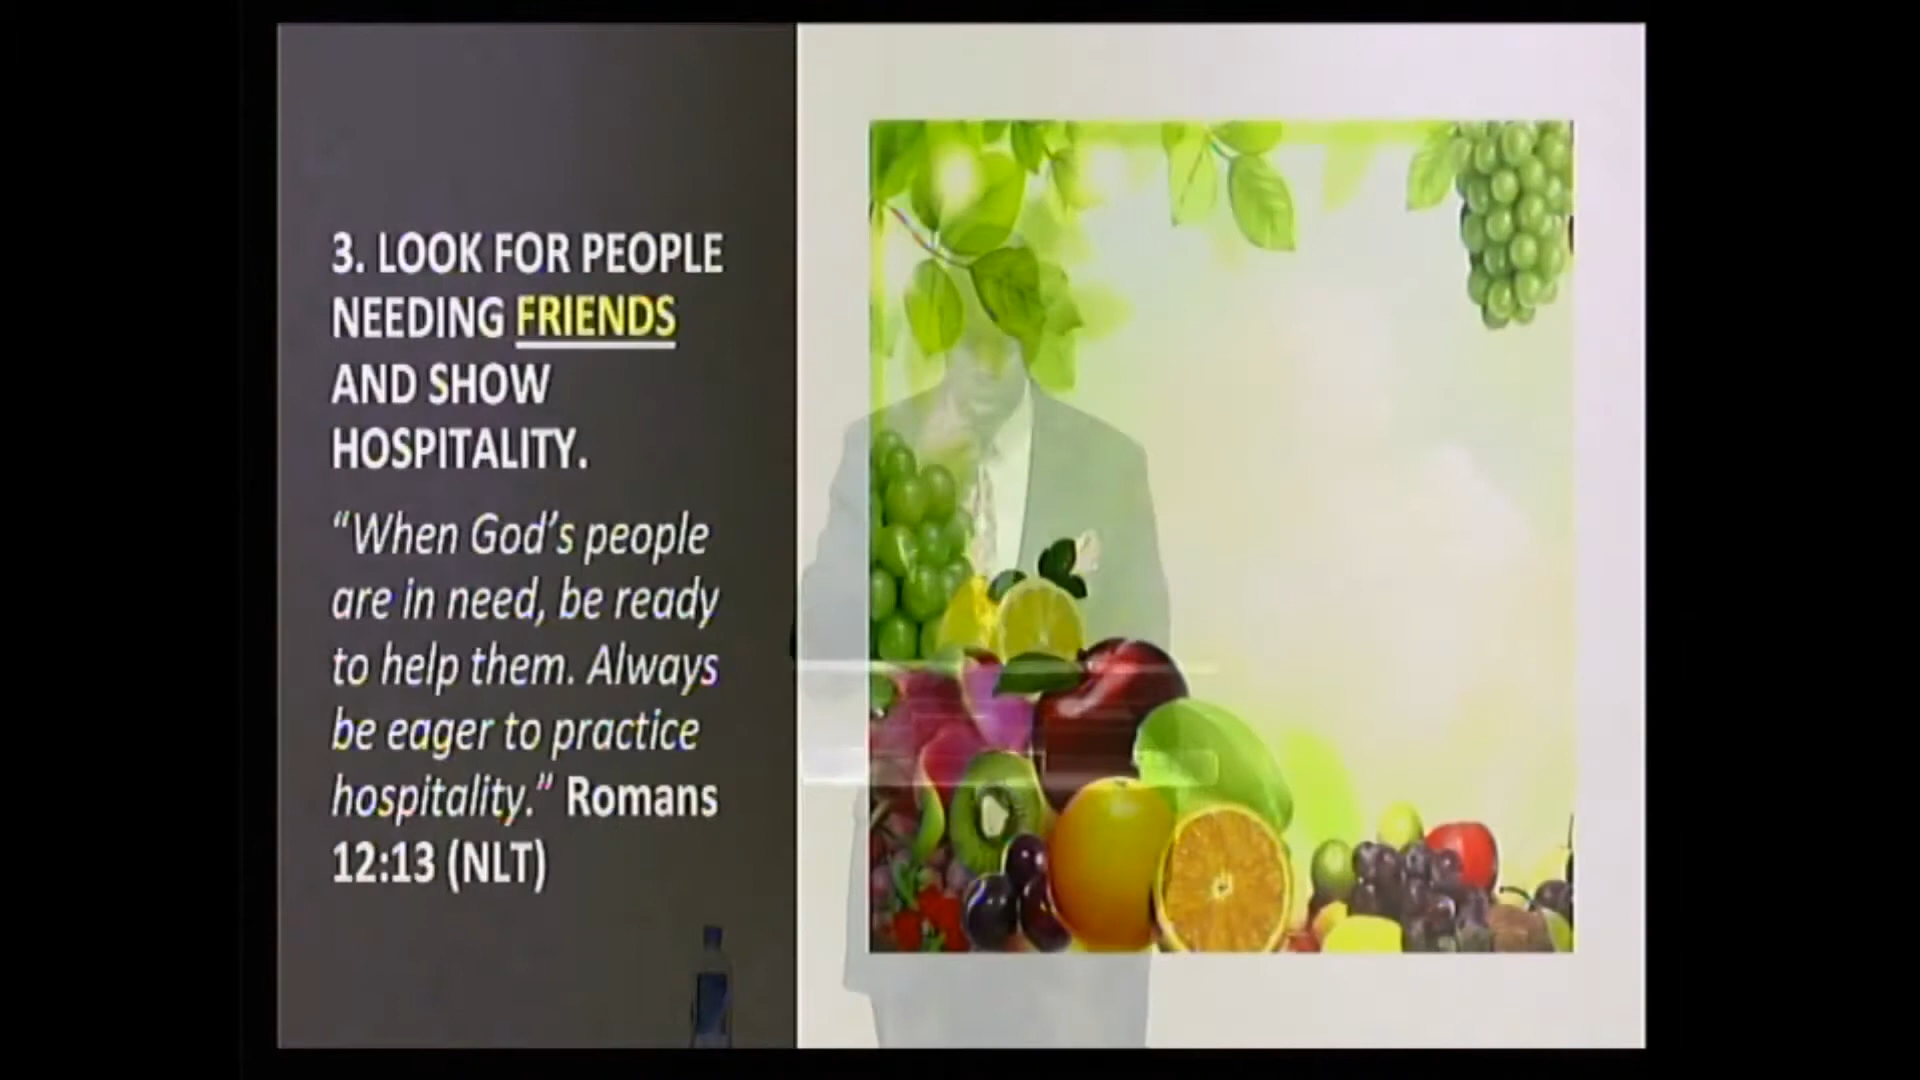 3. LOOK FOR PEOPLE
NEEDING FRIENDS
AND SHOW
HOSPITALITY.
“When God’s people
are in need, be ready
to help them. Always
be eager to practice
hospitality.” Romans
12:13 (NLT)